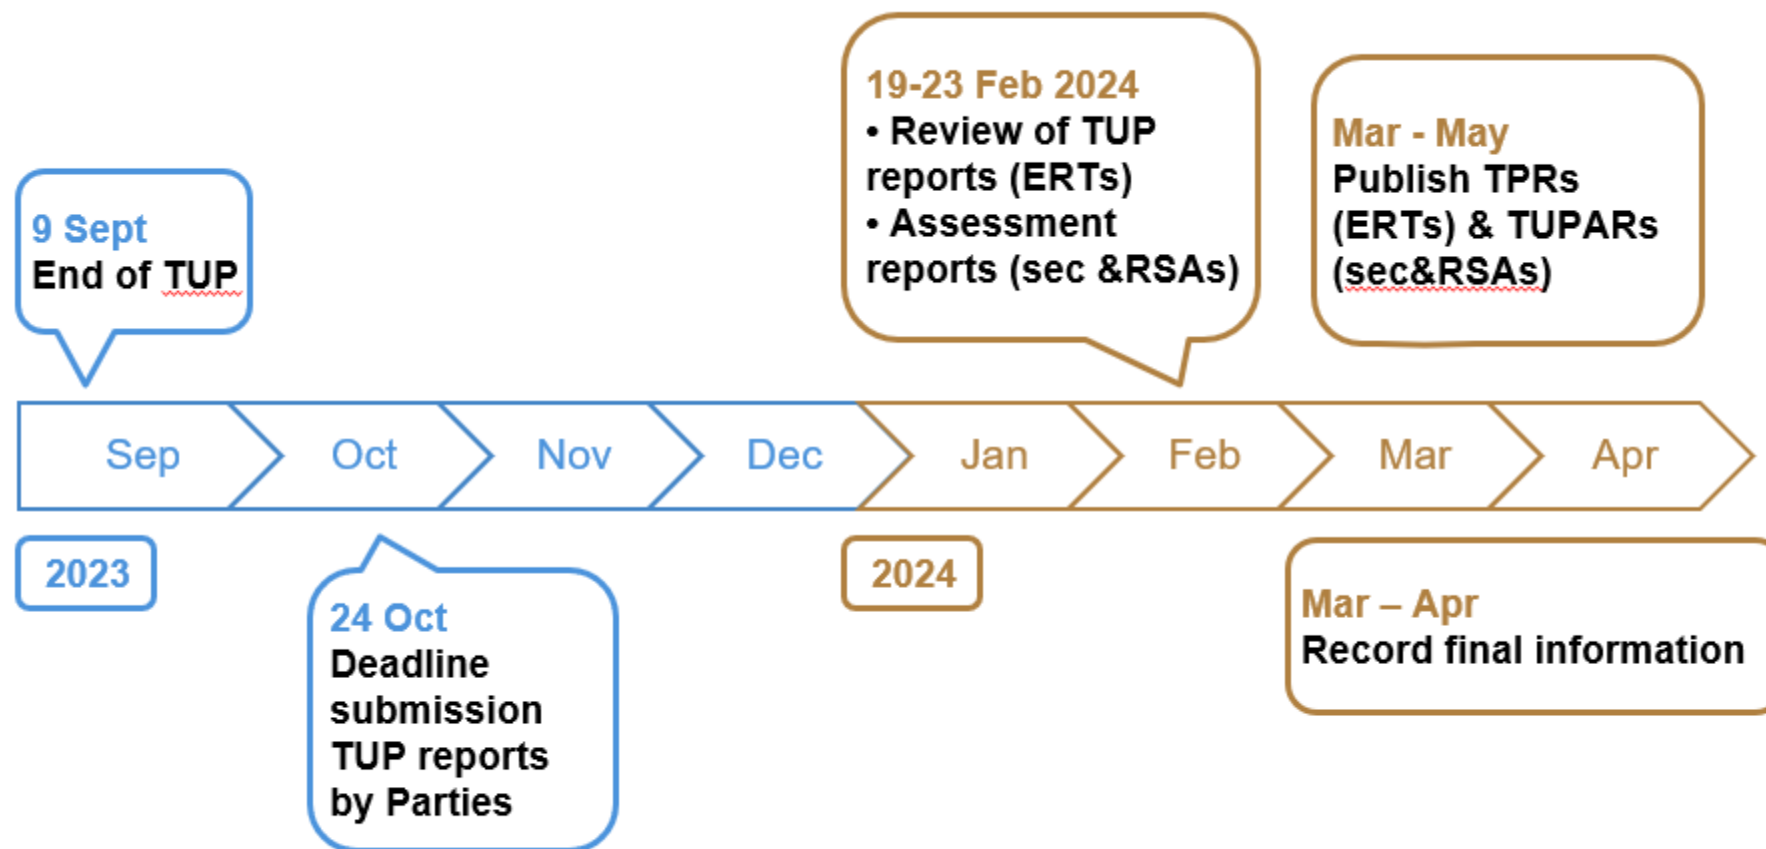 19-23 Feb 2024
• Review of TUP
reports (ERTs)
• Assessment
reports (sec &RSAs)
Mar - May
Publish TPRs
(ERTs) & TUPARs
(sec&RSAs)
9 Sept
End of TUP
Sep
Oct
Nov
Dec
Jan
Feb
Mar
Apr
2023
2024
24 Oct
Deadline
submission
TUP reports
by Parties
Mar – Apr
Record final information